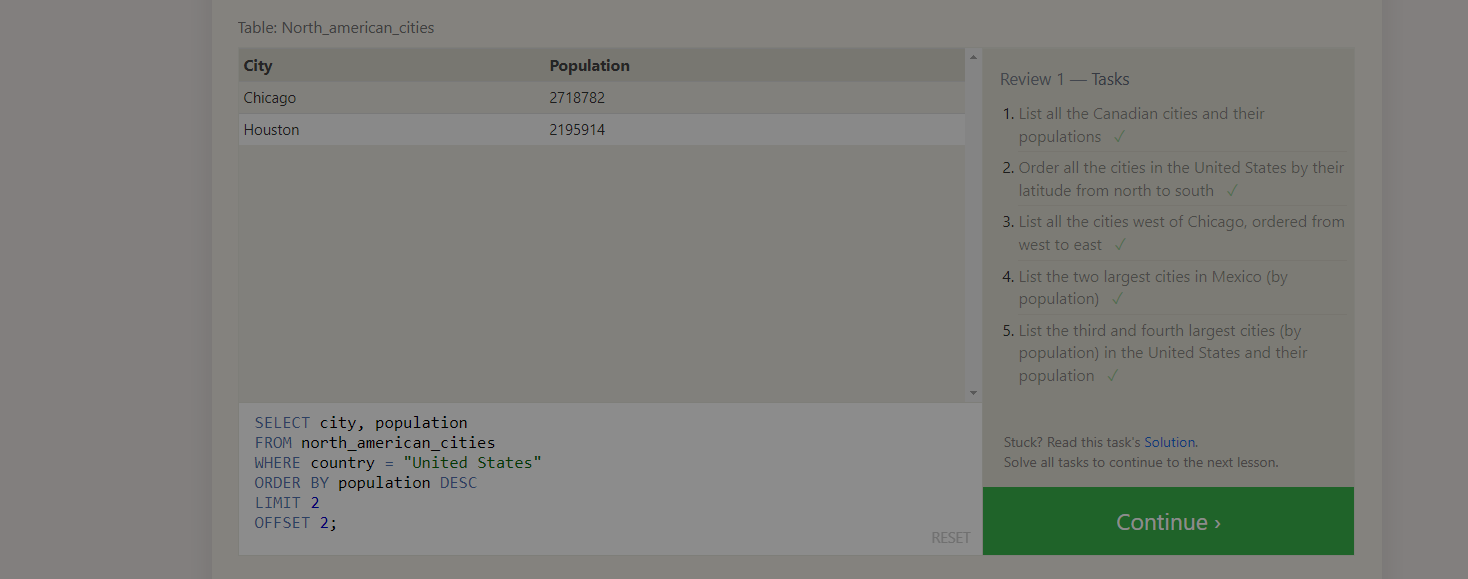 Table: North_american_cities
City Population
Chicago 2718782
Houston 2195914
SELECT city, population
FROM north_american_cities
WHERE country = "United States"
ORDER BY population DESC
LIMIT 2
OFFSET 2;
RESET
Review 1 — Tasks
1. List all the Canadian cities and their
populations ✓
2. Order all the cities in the United States by their
latitude from north to south ✓
3. List all the cities west of Chicago, ordered from
west to east ✓
4. List the two largest cities in Mexico (by
population) ✓
5. List the third and fourth largest cities (by
population) in the United States and their
population ✓
Stuck? Read this task's Solution.
Solve all tasks to continue to the next lesson.
Continue ›